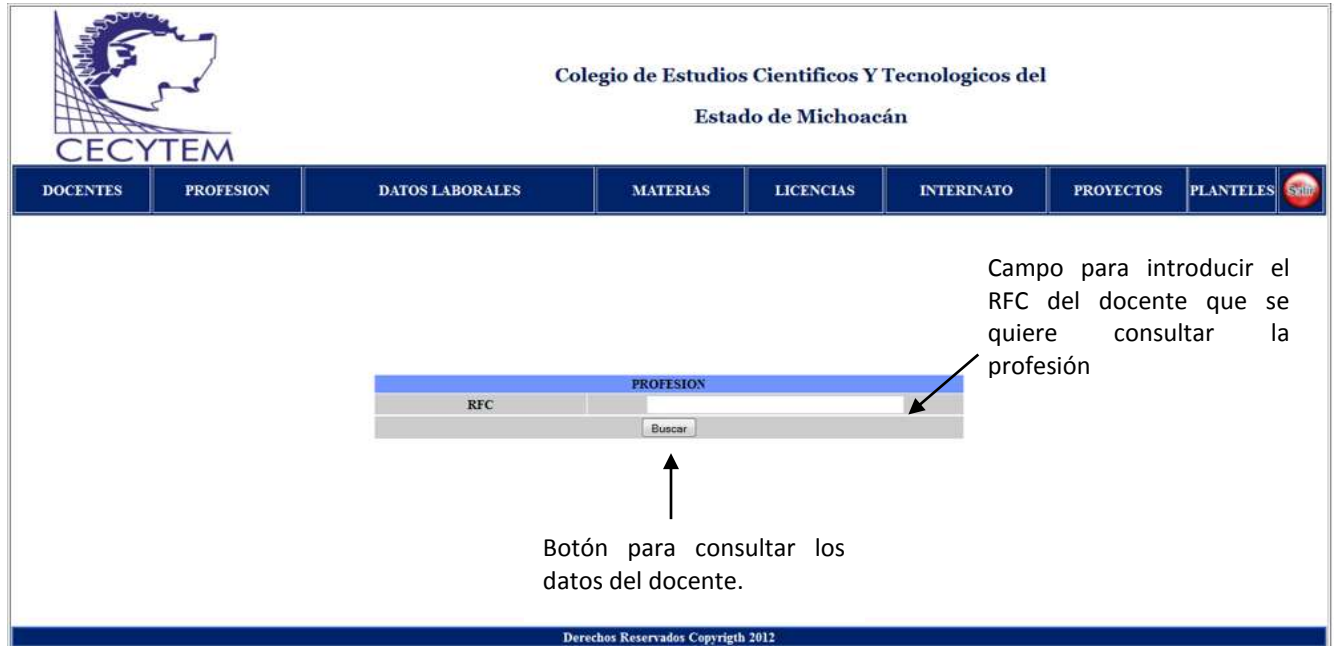 CECYTEM
Colegio de Estudios Cientificos Y Tecnologicos del
Estado de Michoacán
DOCENTES PROFESION DATOS LABORALES MATERIAS LICENCIAS INTERINATO PROYECTOS PLANTELES Salir
Campo para introducir el
RFC del docente que se
quiere consultar la
profesión
PROFESION
RFC
Buscar
Botón para consultar los
datos del docente.
Derechos Reservados Copyrigth 2012